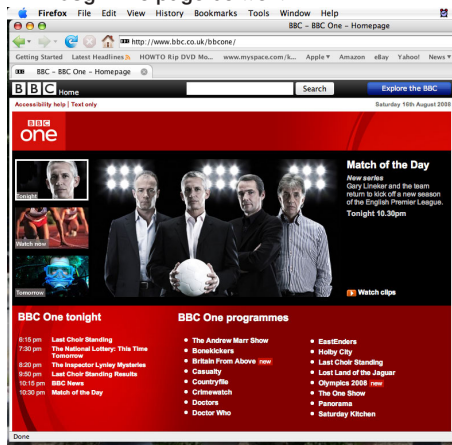 Firefox File Edit View History Bookmarks Tools Window Help
BBC - BBC One - Homepage
http://www.bbc.co.uk/bbcone/
Getting Started Latest Headlines HOWTO Rip DVD Mo... www.myspace.com/k... Apple Amazon eBay Yahoo! News
BBC - BBC One - Homepage
BBC Home Search Explore the BBC
Accessibility help | Text only Saturday 16th August 2008
BBC
one
Tonight
Watch now
Tomorrow
Match of the Day
New series
Gary Lineker and the team
return to kick off a new season
of the English Premier League.
Tonight 10.30pm
Watch clips
BBC One tonight
6:15 pm Last Choir Standing
7:30 pm The National Lottery: This Time
Tomorrow
8:20 pm The Inspector Lynley Mysteries
9:50 pm Last Choir Standing Results
10:10 pm BBC News
10:30 pm Match of the Day
BBC One programmes
The Andrew Marr Show
Bonekickers
Britain From Above new
Casualty
Countryfile
Crimewatch
Doctors
Doctor Who
EastEnders
Holby City
Last Choir Standing
Lost Land of the Jaguar
Olympics 2008 new
The One Show
Panorama
Saturday Kitchen
Done